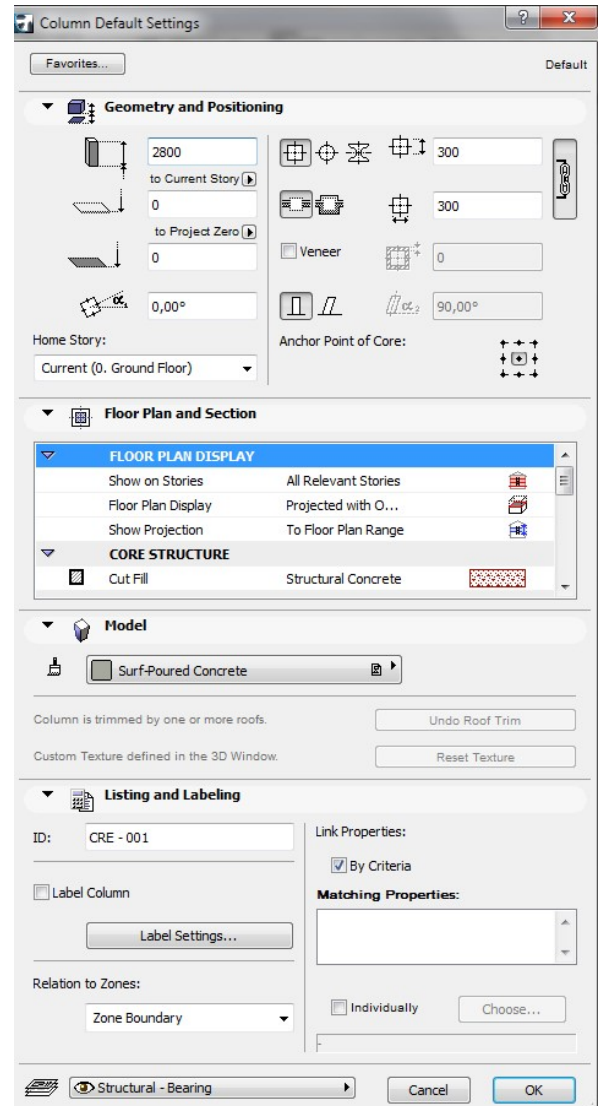 Column Default Settings
Favorites...
Default
Geometry and Positioning
2800
to Current Story
0
to Project Zero
0
α1
0,00°
Home Story:
Current (0. Ground Floor)
300
300
Veneer
0
α2
90,00°
Anchor Point of Core:
Floor Plan and Section
FLOOR PLAN DISPLAY
Show on Stories All Relevant Stories
Floor Plan Display Projected with O...
Show Projection To Floor Plan Range
CORE STRUCTURE
Cut Fill Structural Concrete
Model
Surf-Poured Concrete
Column is trimmed by one or more roofs.
Undo Roof Trim
Custom Texture defined in the 3D Window.
Reset Texture
Listing and Labeling
ID: CRE - 001
Label Column
Label Settings...
Relation to Zones:
Zone Boundary
Link Properties:
By Criteria
Matching Properties:
Individually
Choose...
-
Structural - Bearing
Cancel
OK